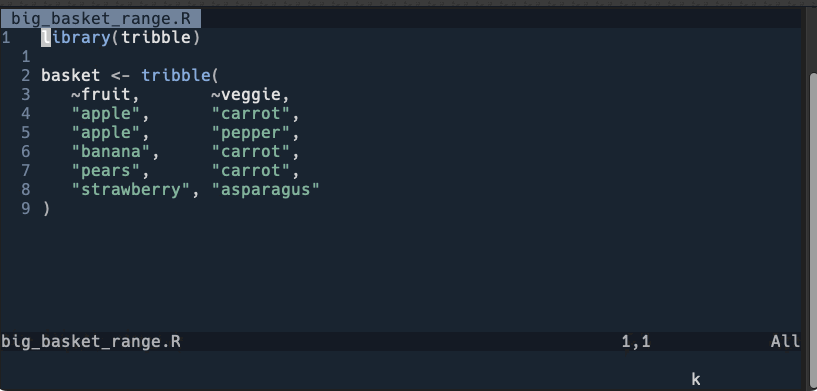 big_basket_range.R
1   library(tribble)
  1
  2 basket <- tribble(
  3    ~fruit,       ~veggie,
  4    "apple",      "carrot",
  5    "apple",      "pepper",
  6    "banana",     "carrot",
  7    "pears",      "carrot",
  8    "strawberry", "asparagus"
  9 )
big_basket_range.R 1,1 All
k